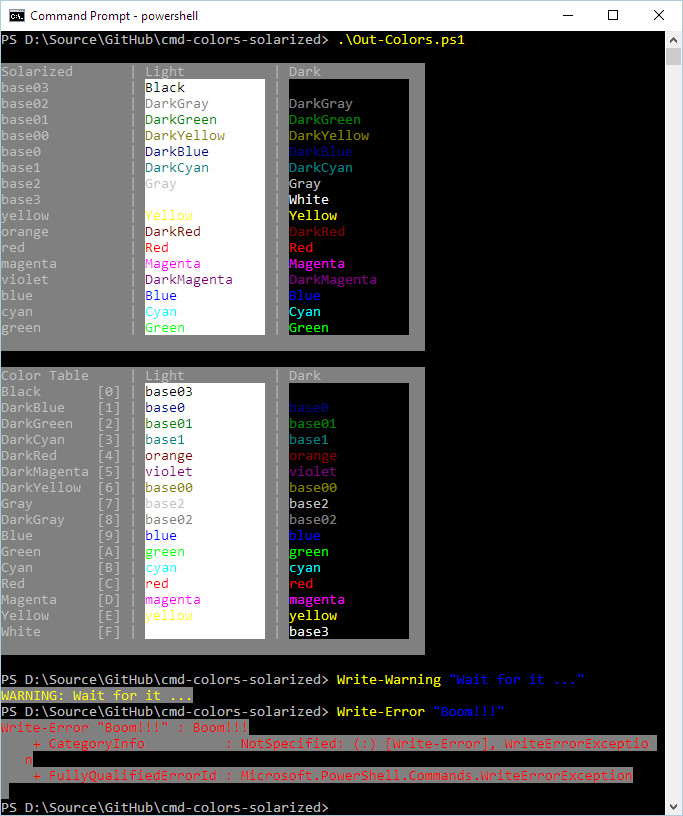 Command Prompt - powershell
PS D:\Source\GitHub\cmd-colors-solarized> .\Out-Colors.ps1
Solarized | Light | Dark
base03 | Black |
base02 | DarkGray | DarkGray
base01 | DarkGreen | DarkGreen
base00 | DarkYellow | DarkYellow
base0 | DarkBlue | DarkBlue
base1 | DarkCyan | DarkCyan
base2 | Gray | Gray
base3 | | White
yellow | Yellow | Yellow
orange | DarkRed | DarkRed
red | Red | Red
magenta | Magenta | Magenta
violet | DarkMagenta | DarkMagenta
blue | Blue | Blue
cyan | Cyan | Cyan
green | Green | Green
Color Table | Light | Dark
Black [0] | base03 |
DarkBlue [1] | base0 | base0
DarkGreen [2] | base01 | base01
DarkCyan [3] | base1 | base1
DarkRed [4] | orange | orange
DarkMagenta [5] | violet | violet
DarkYellow [6] | base00 | base00
Gray [7] | base2 | base2
DarkGray [8] | base02 | base02
Blue [9] | blue | blue
Green [A] | green | green
Cyan [B] | cyan | cyan
Red [C] | red | red
Magenta [D] | magenta | magenta
Yellow [E] | yellow | yellow
White [F] | | base3
PS D:\Source\GitHub\cmd-colors-solarized> Write-Warning "Wait for it ..."
WARNING: Wait for it ...
PS D:\Source\GitHub\cmd-colors-solarized> Write-Error "Boom!!!"
Write-Error "Boom!!!" : Boom!!!
+ CategoryInfo : NotSpecified: (:) [Write-Error], WriteErrorExceptio
n
+ FullyQualifiedErrorId : Microsoft.PowerShell.Commands.WriteErrorException
PS D:\Source\GitHub\cmd-colors-solarized>